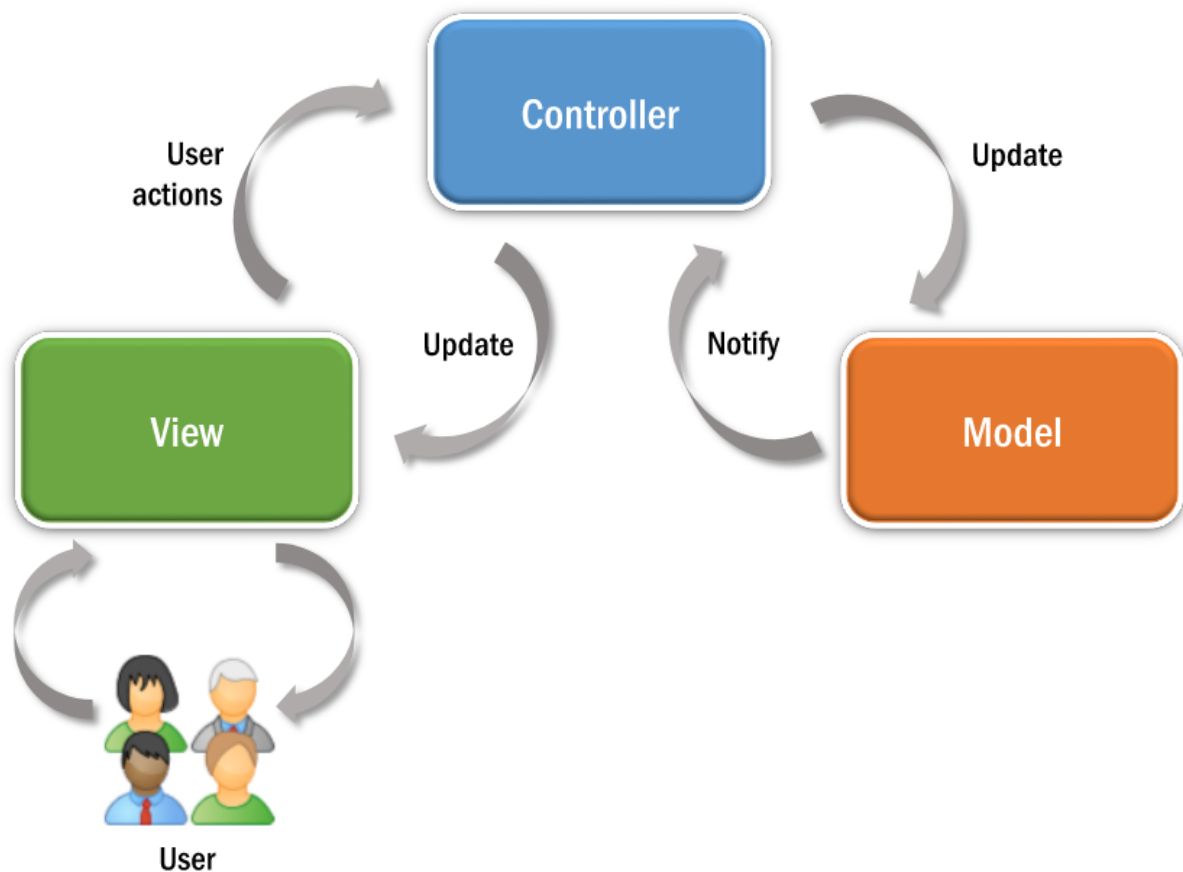 Controller
User
actions
Update
Update
Notify
View
Model
User